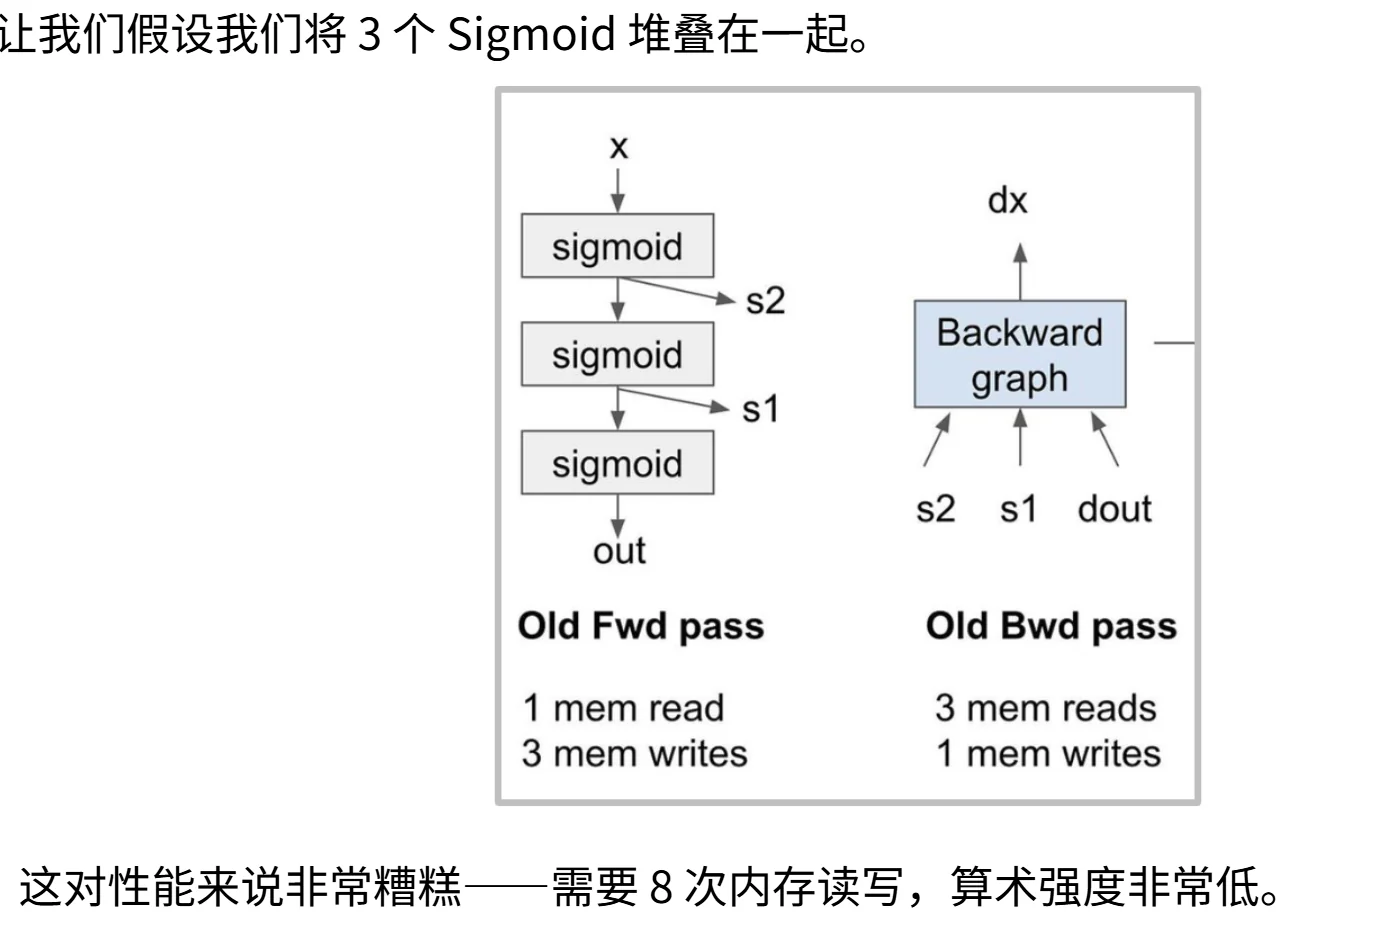 让我们假设我们将 3 个 Sigmoid 堆叠在一起。
x
sigmoid
s2
sigmoid
s1
sigmoid
out
Old Fwd pass
1 mem read
3 mem writes
dx
Backward
graph
s2 s1 dout
Old Bwd pass
3 mem reads
1 mem writes
这对性能来说非常糟糕——需要 8 次内存读写，算术强度非常低。